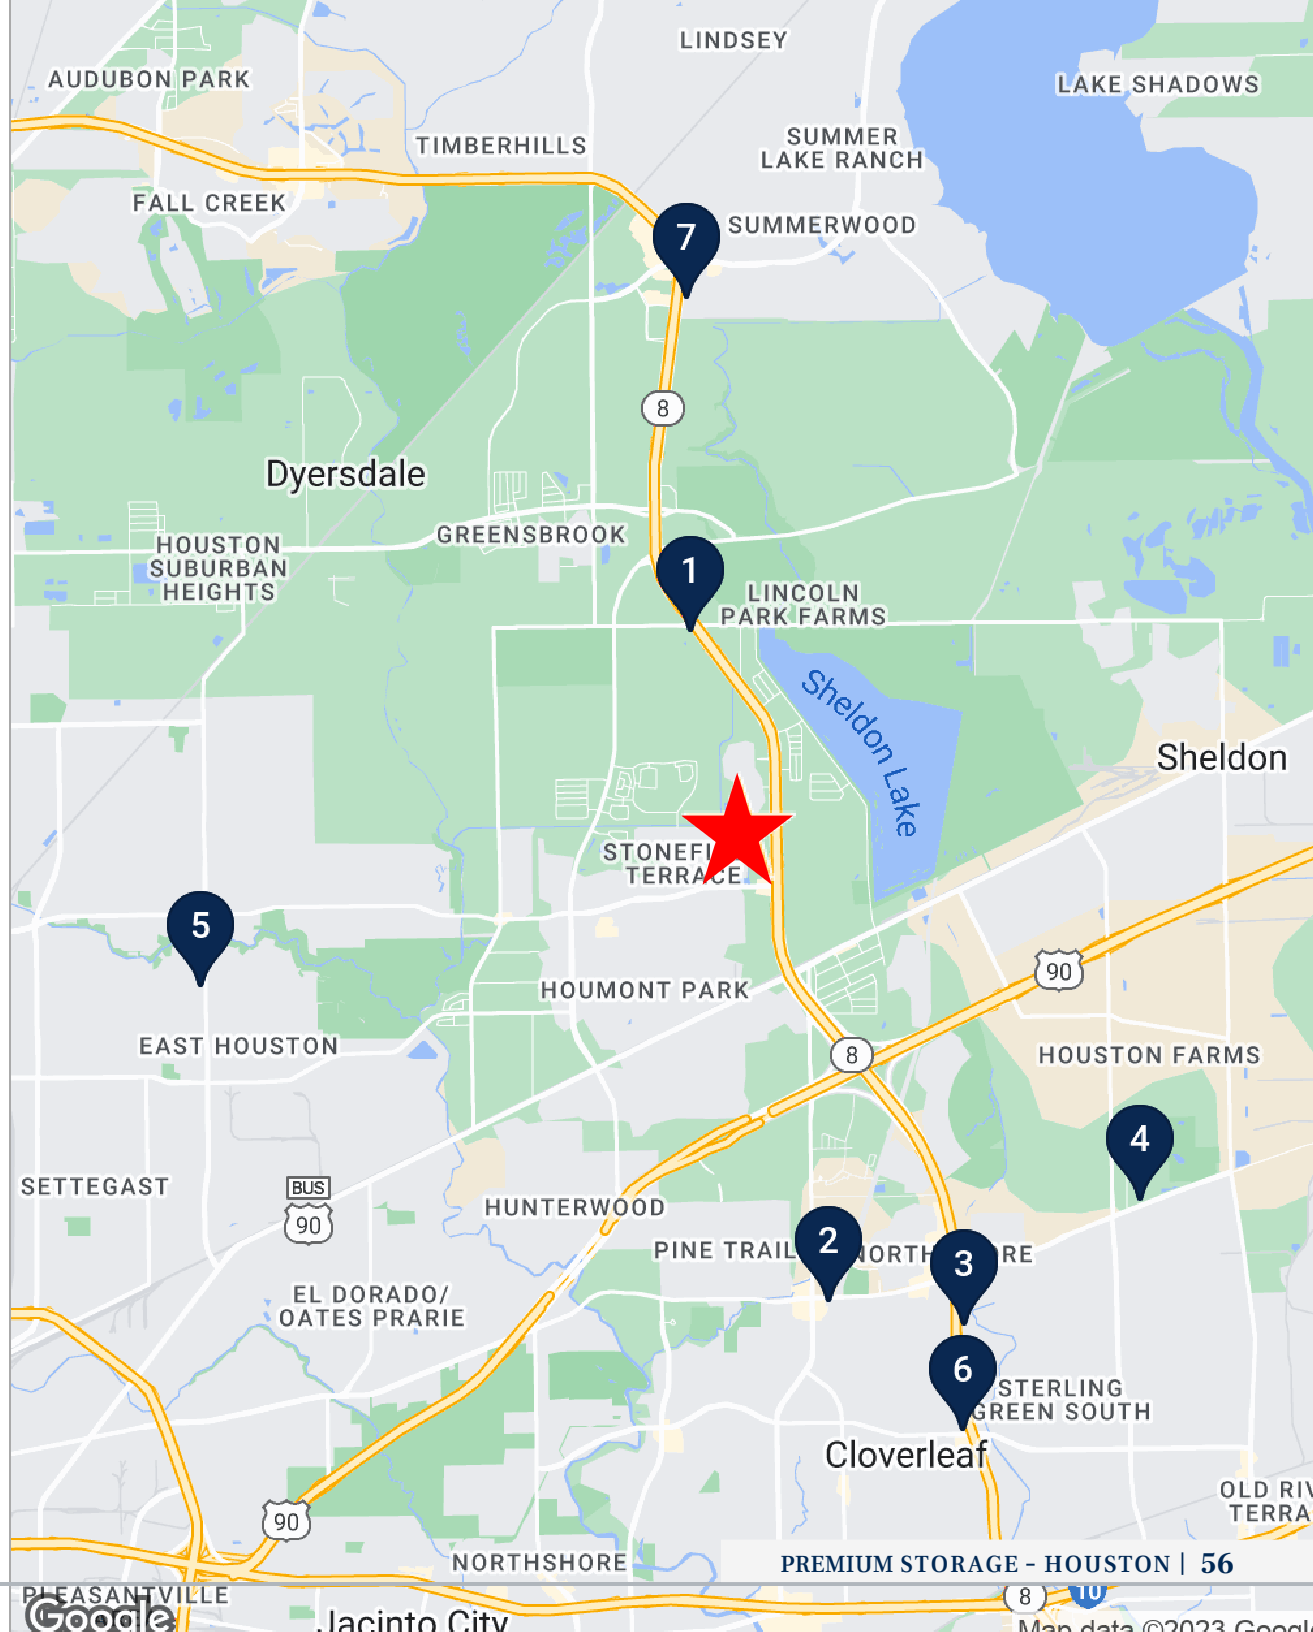 LINDSEY
AUDUBON PARK
LAKE SHADOWS
TIMBERHILLS
SUMMER
LAKE RANCH
FALL CREEK
7
SUMMERWOOD
8
Dyersdale
GREENSBROOK
HOUSTON
SUBURBAN
HEIGHTS
1
LINCOLN
PARK FARMS
Sheldon Lake
Sheldon
STONEFI
TERRACE
5
90
HOUMONT PARK
EAST HOUSTON
8
HOUSTON FARMS
4
SETTEGAST
BUS
90
HUNTERWOOD
2
PINE TRAIL
NORTH
RE
3
EL DORADO/
OATES PRARIE
6
STERLING
GREEN SOUTH
Cloverleaf
90
OLD RIV
TERRA
NORTHSHORE
PREMIUM STORAGE - HOUSTON | 56
PLEASANTVILLE
Google
Jacinto City
8
10
Map data ©2023 Googl